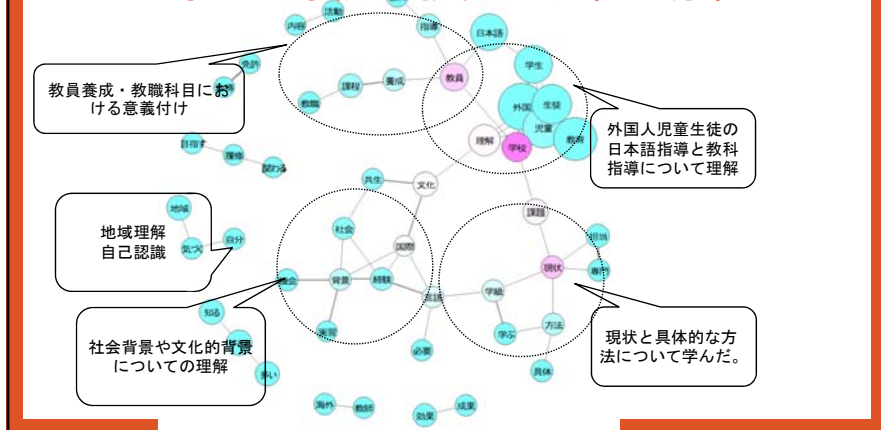 内容
活動
指導
日本語
学生
免許
教員
養成
課程
教職
外国
生徒
児童
教育
理解
学校
教員養成・教職科目にお
ける意義付け
外国人児童生徒の
日本語指導と教科
指導について理解
目指す
履修
関わる
共生
文化
課題
地域
気づく
自分
社会
国際
担当
専門
現状
地域理解
自己認識
機会
背景
経験
言語
学級
学ぶ
方法
知る
実習
必要
具体
多い
社会背景や文化的背景
についての理解
現状と具体的な方
法について学んだ。
海外
教師
効果
成果